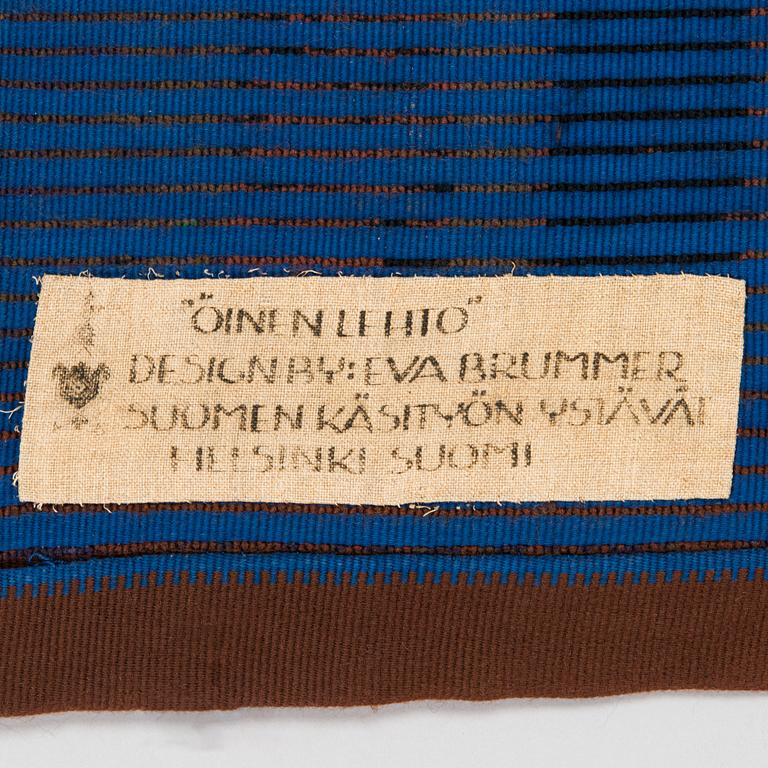 "ÖINEN LEHTO"
DESIGN BY: EVA BRUMMER
SUOMEN KÄSITYÖN YSTÄVÄT
HELSINKI SUOMI